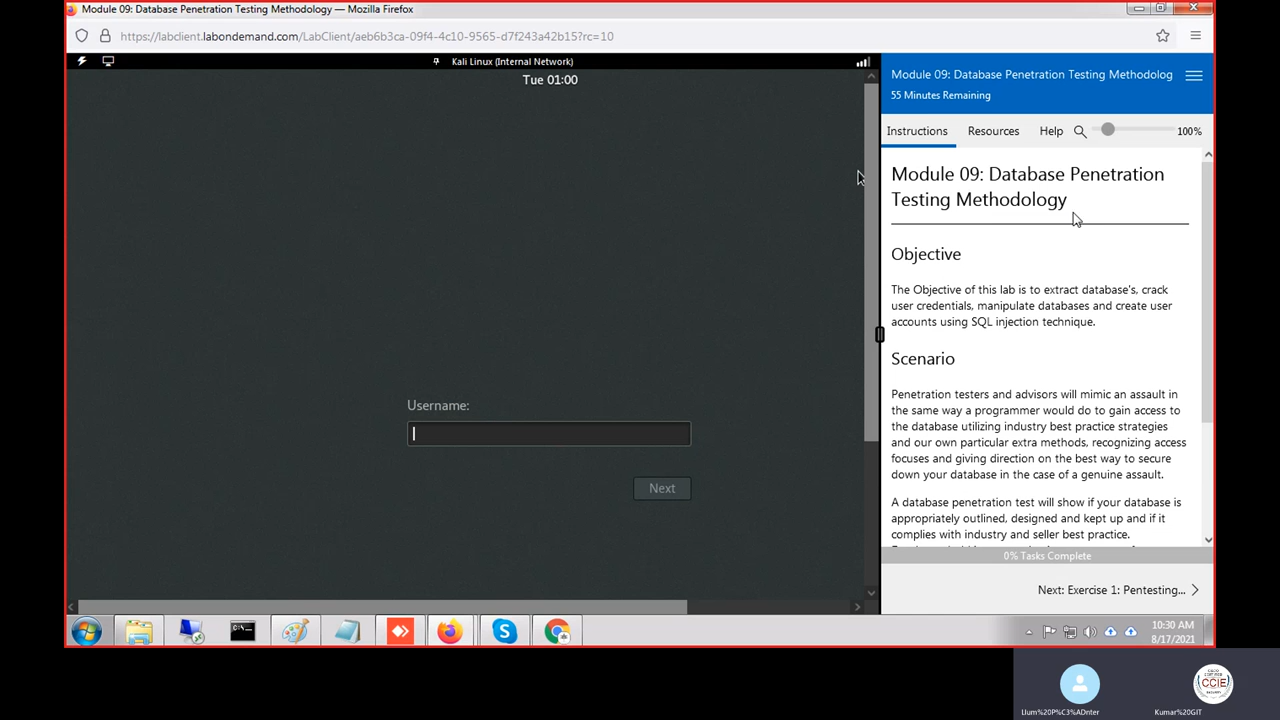 Module 09: Database Penetration Testing Methodology — Mozilla Firefox
https://labclient.labondemand.com/LabClient/aeb6b3ca-09f4-4c10-9565-d7f243a42b15?rc=10
Kali Linux (Internal Network)
Tue 01:00
Username:
Next
Module 09: Database Penetration Testing Methodolog
55 Minutes Remaining
Instructions Resources Help 100%
Module 09: Database Penetration
Testing Methodology
Objective
The Objective of this lab is to extract database's, crack
user credentials, manipulate databases and create user
accounts using SQL injection technique.
Scenario
Penetration testers and advisors will mimic an assault in
the same way a programmer would do to gain access to
the database utilizing industry best practice strategies
and our own particular extra methods, recognizing access
focuses and giving direction on the best way to secure
down your database in the case of a genuine assault.
A database penetration test will show if your database is
appropriately outlined, designed and kept up and if it
complies with industry and seller best practice.
0% Tasks Complete
Next: Exercise 1: Pentesting...
10:30 AM
8/17/2021
CCIE
Llum%20P%C3%ADnter
Kumar%20GIT